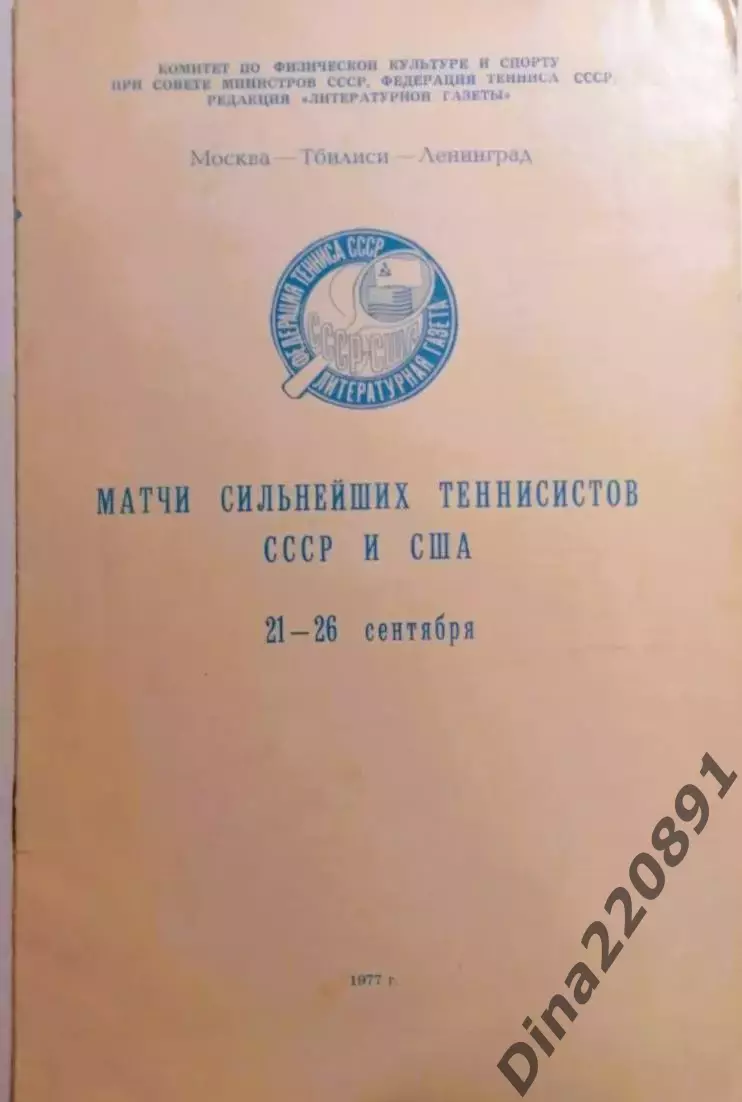 КОМИТЕТ ПО ФИЗИЧЕСКОЙ КУЛЬТУРЕ И СПОРТУ
ПРИ СОВЕТЕ МИНИСТРОВ СССР, ФЕДЕРАЦИЯ ТЕННИСА СССР,
РЕДАКЦИЯ «ЛИТЕРАТУРНОЙ ГАЗЕТЫ»
Москва — Тбилиси — Ленинград
ФЕДЕРАЦИЯ ТЕННИСА СССР
СССР-США
ЛИТЕРАТУРНАЯ ГАЗЕТА
МАТЧИ СИЛЬНЕЙШИХ ТЕННИСИСТОВ
СССР И США
21—26 сентября
1977 г.
Dina220891